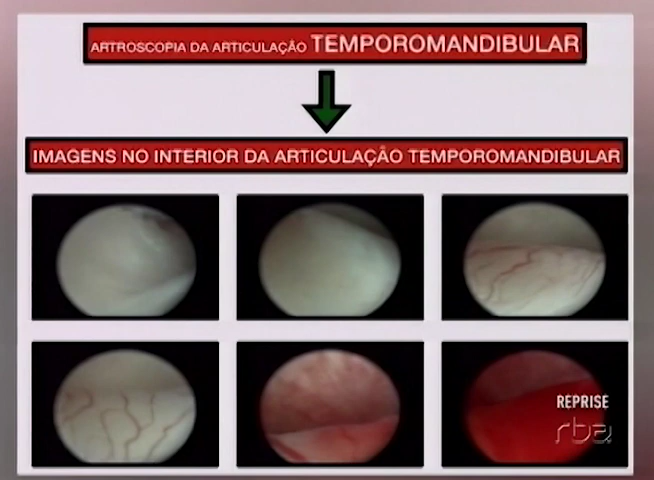 ARTROSCOPIA DA ARTICULAÇÃO TEMPOROMANDIBULAR
IMAGENS NO INTERIOR DA ARTICULAÇÃO TEMPOROMANDIBULAR
REPRISE
rba